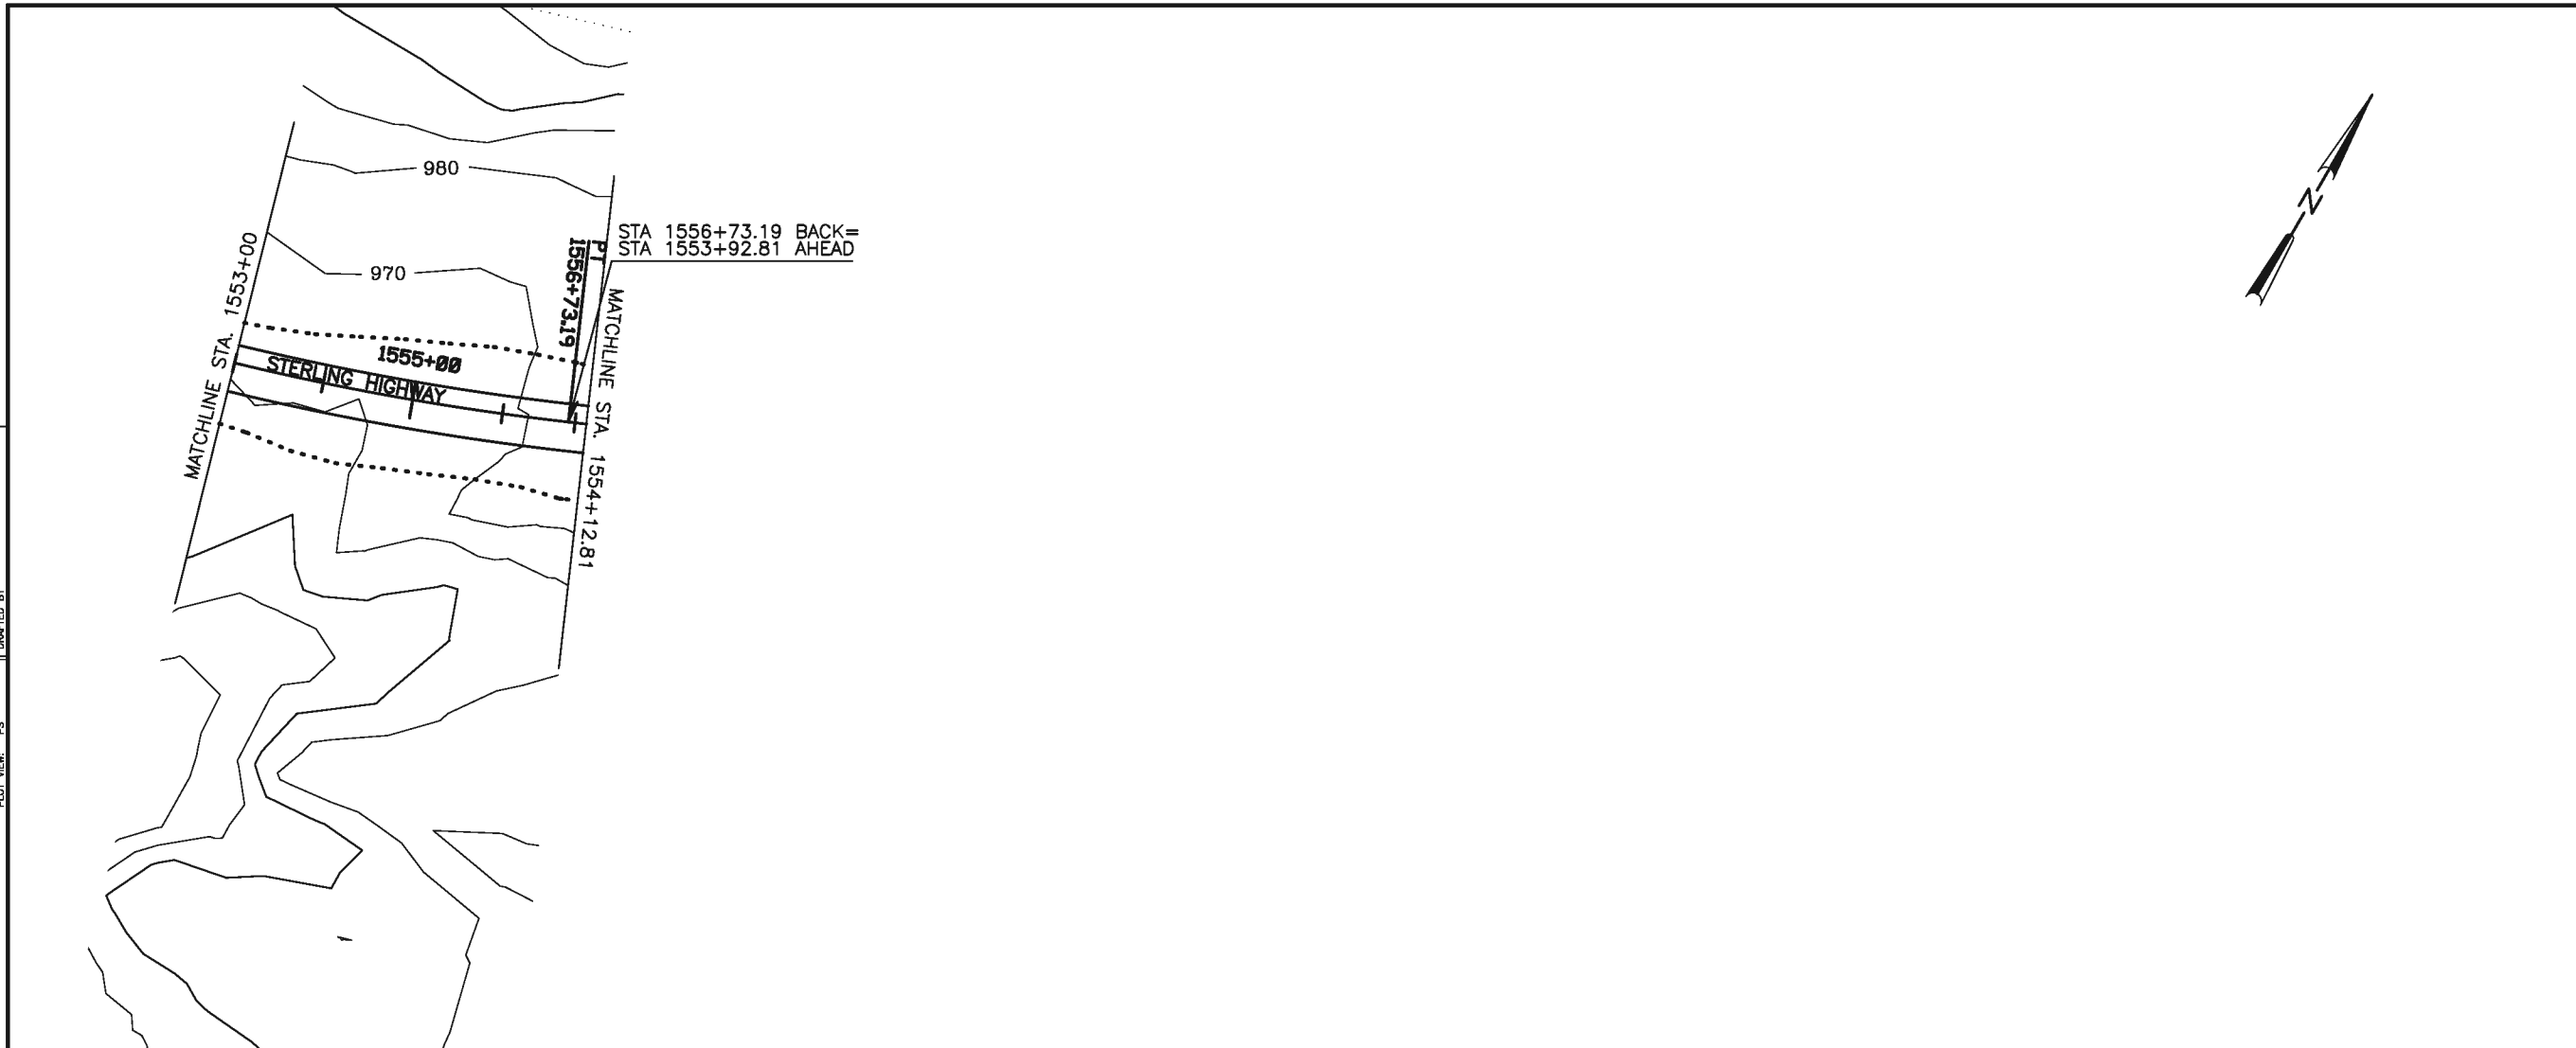 980
STA 1556+73.19 BACK=
STA 1553+92.81 AHEAD
970
PT
1556+73.19
MATCHLINE STA. 1553+00
1555+00
STERLING HIGHWAY
MATCHLINE STA. 1554+12.81
N